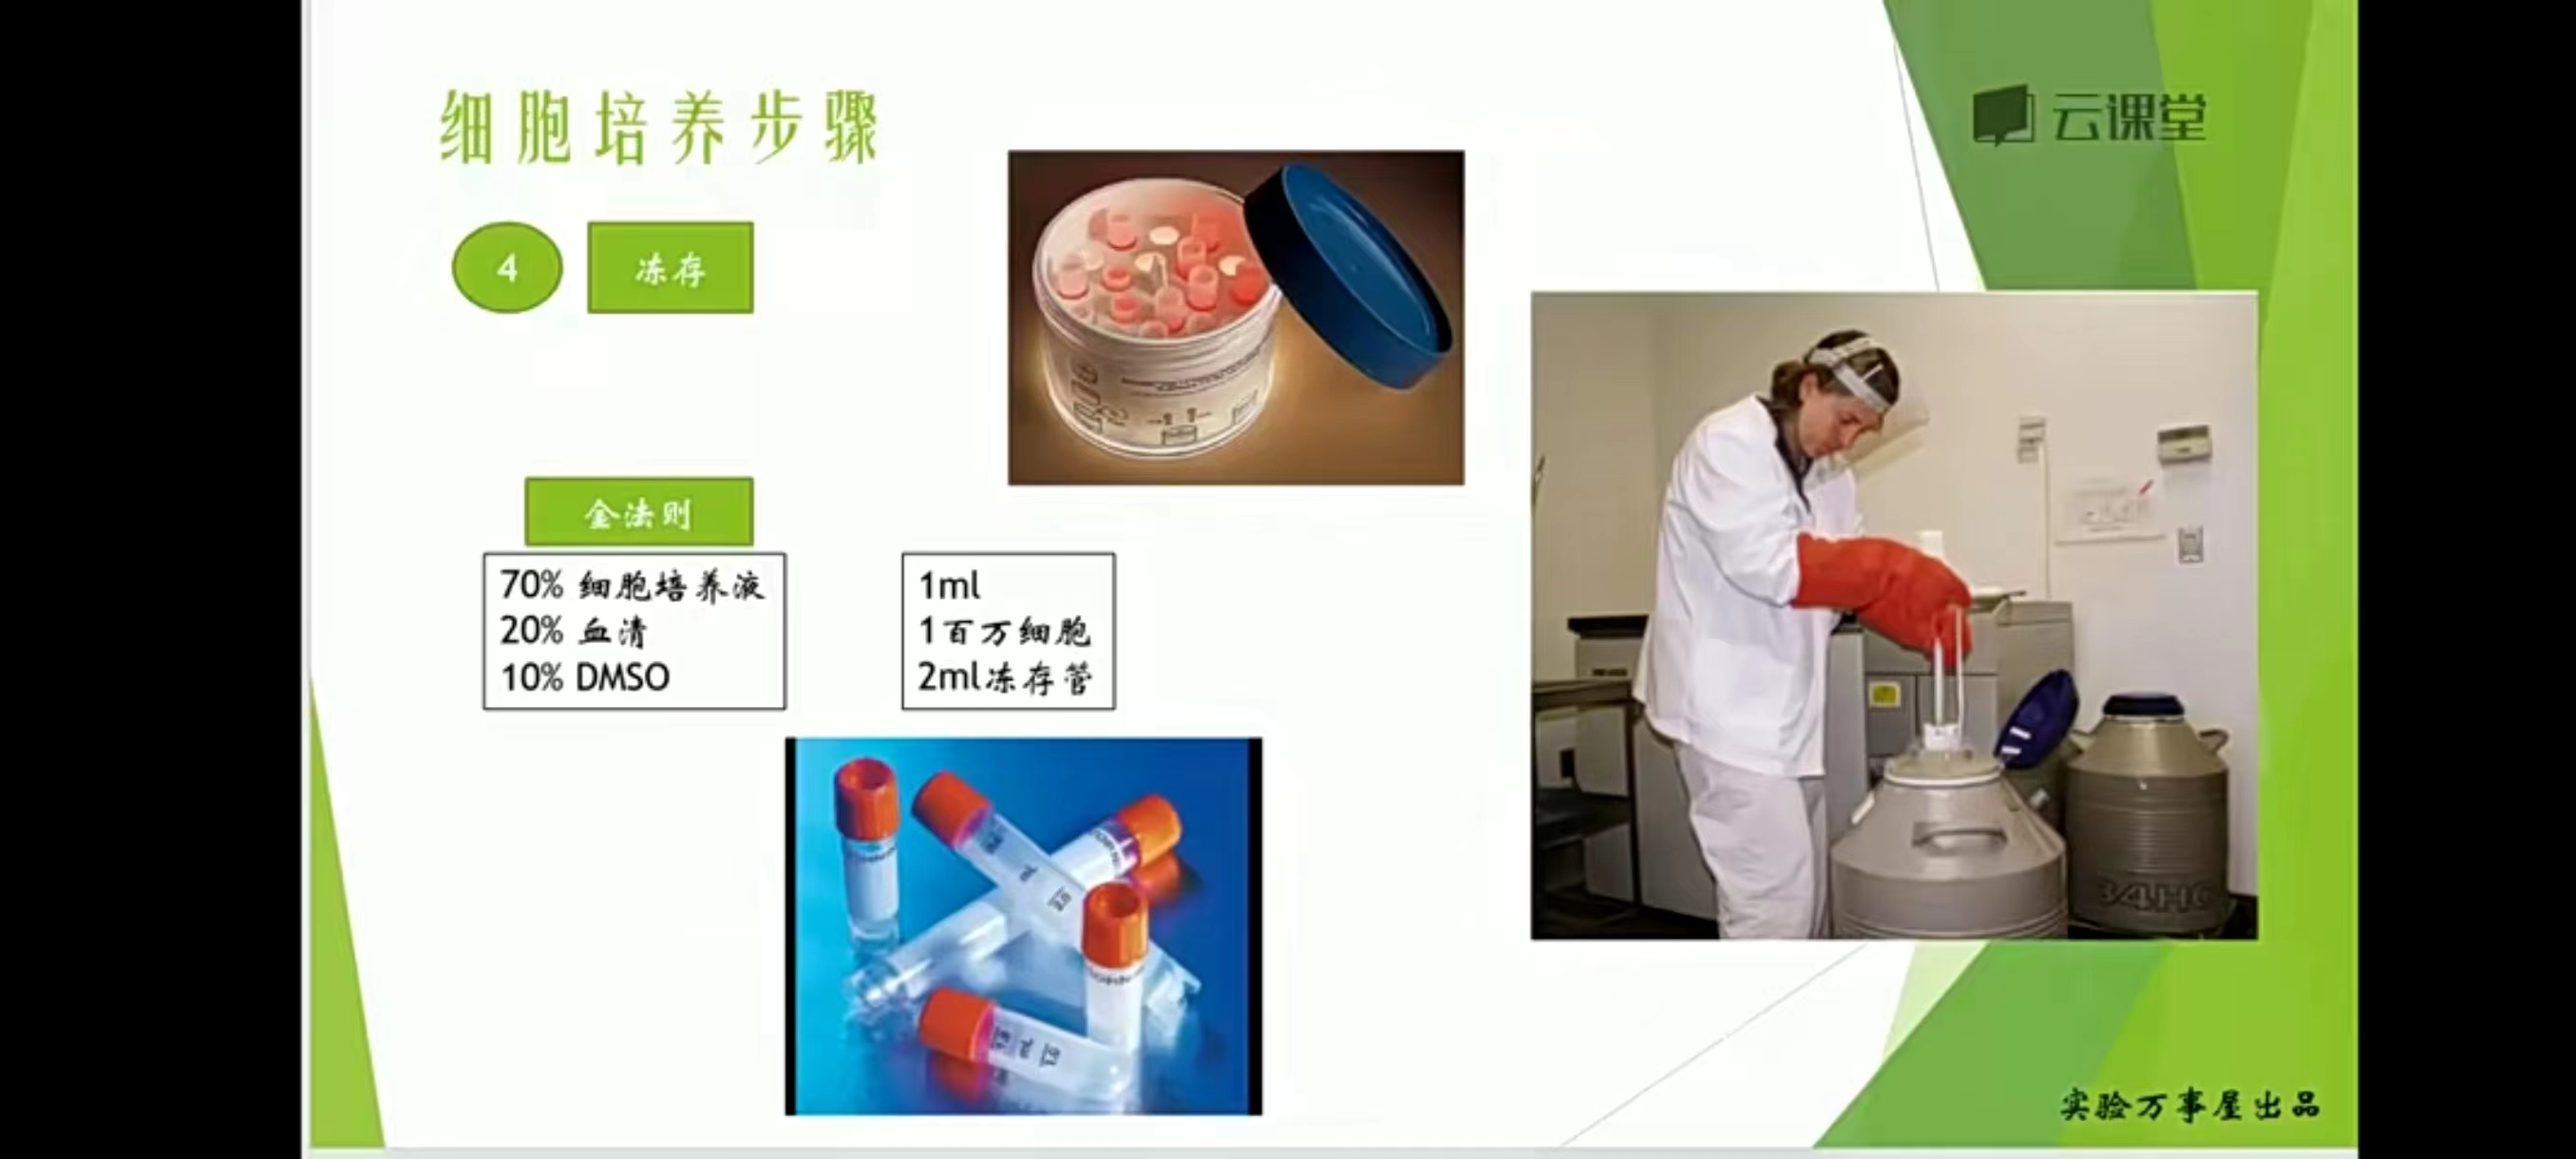 细胞培养步骤
云课堂
4
冻存
金法则
70% 细胞培养液
20% 血清
10% DMSO
1ml
1百万细胞
2ml冻存管
34HC
实验万事屋出品